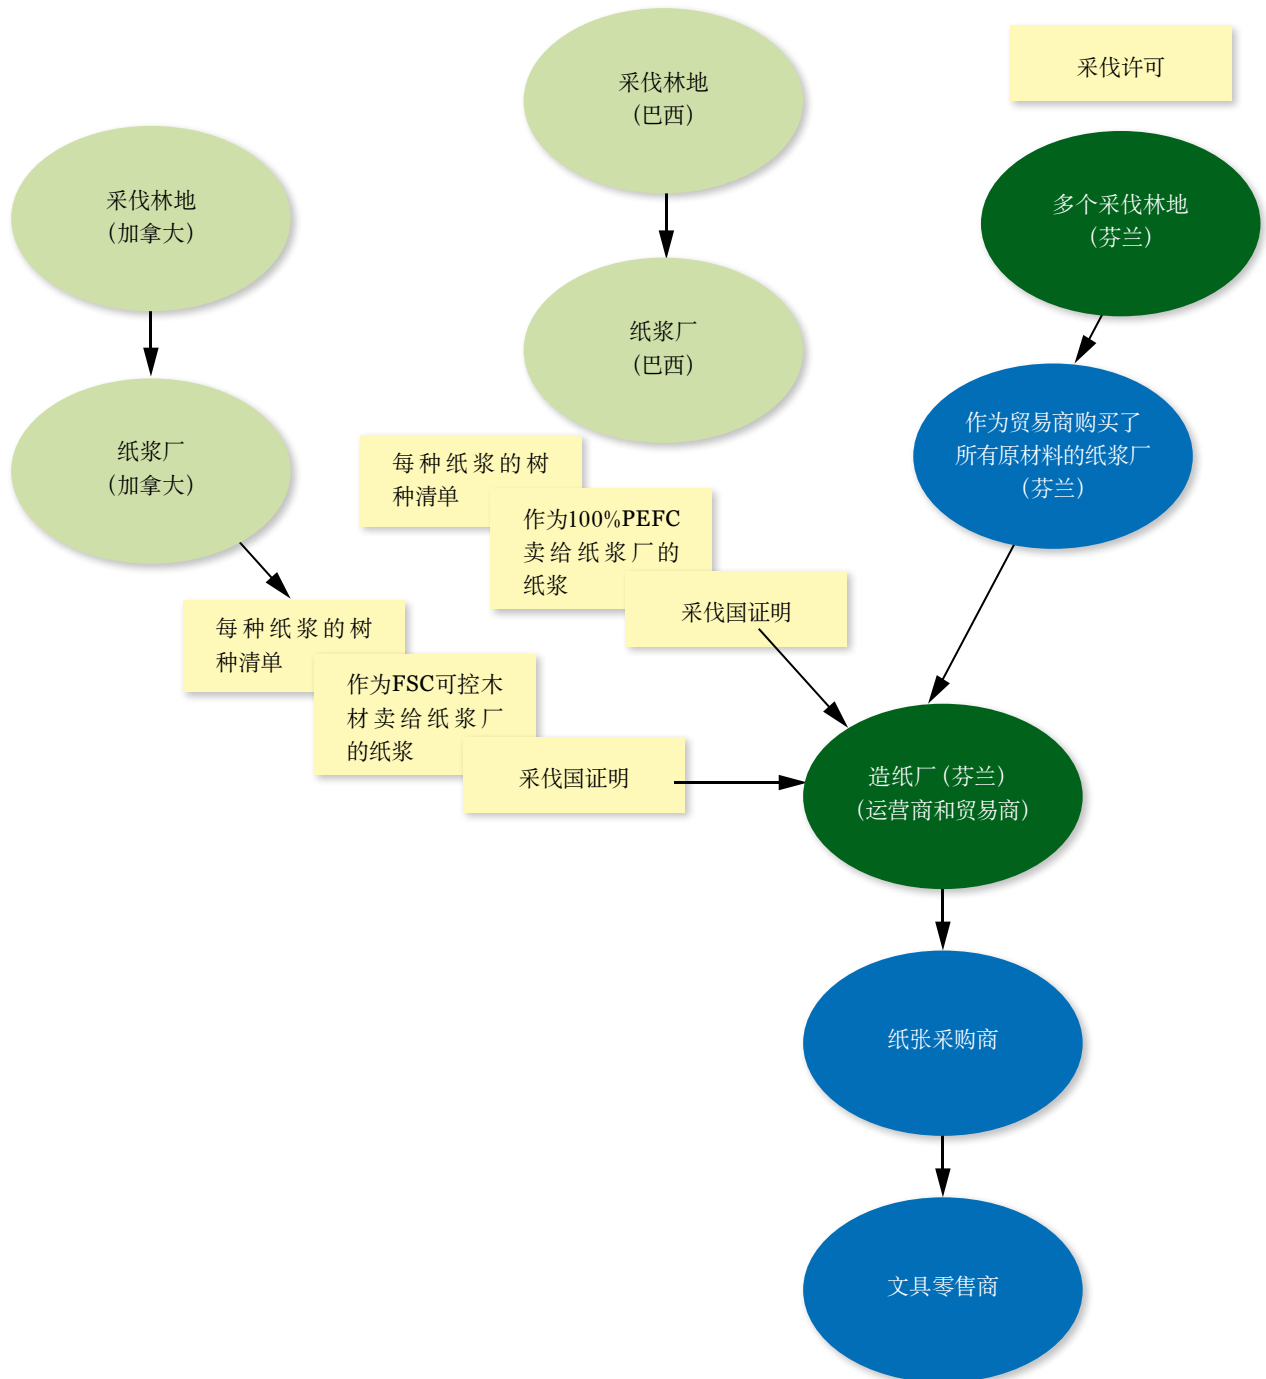 采伐林地
（巴西）
采伐许可
采伐林地
（加拿大）
多个采伐林地
（芬兰）
纸浆厂
（巴西）
纸浆厂
（加拿大）
作为贸易商购买了
所有原材料的纸浆厂
（芬兰）
每种纸浆的树
种清单
作为100%PEFC
卖给纸浆厂的
纸浆
采伐国证明
每种纸浆的树
种清单
作为FSC可控木
材卖给纸浆厂
的纸浆
采伐国证明
造纸厂（芬兰）
（运营商和贸易商）
纸张采购商
文具零售商